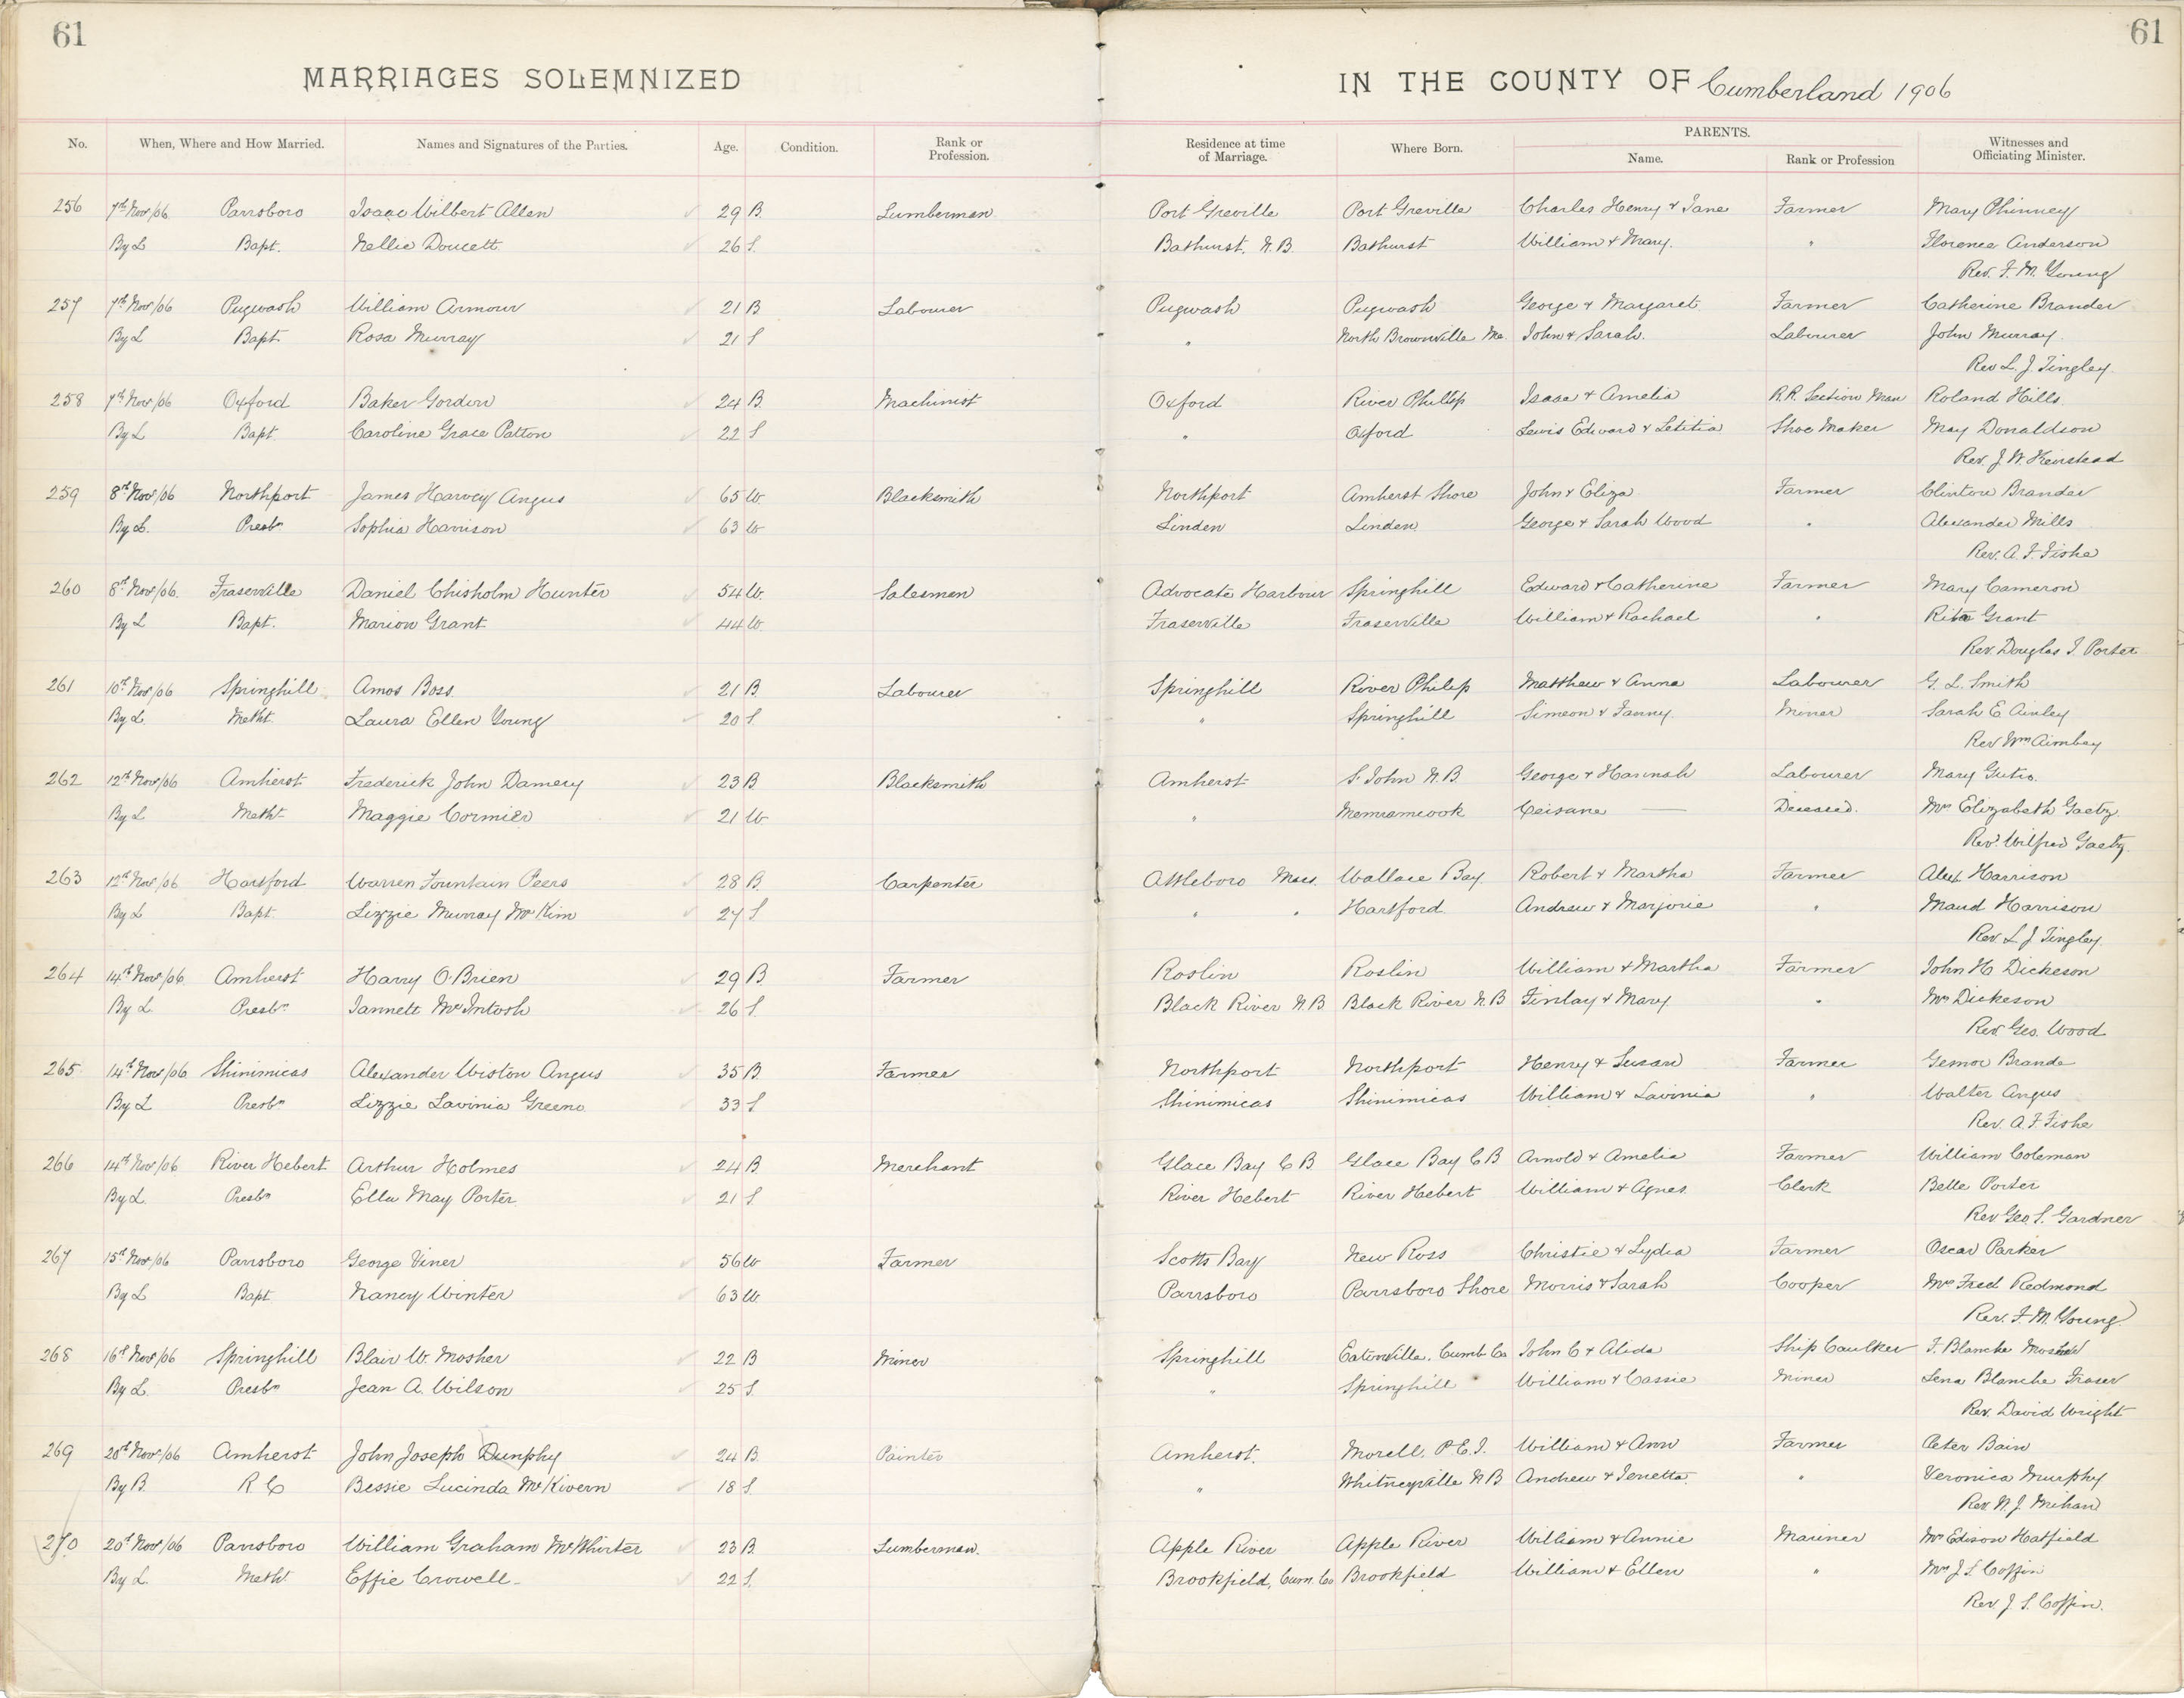 61
61
MARRIAGES SOLEMNIZED IN THE COUNTY OF Cumberland 1906
No. When, Where and How Married. Names and Signatures of the Parties. Age. Condition. Rank or Profession. Residence at time of Marriage. Where Born. PARENTS. Name. Rank or Profession Witnesses and Officiating Minister.
256 7th Nov/06 Parrsboro Isaac Wilbert Allen 29 B. Lumberman Port Greville Port Greville Charles Henry & Jane Farmer Mary Phinney
By L Bapt. Nellie Doucett 26 S. Bathurst, N.B. Bathurst William & Mary. " Florence Anderson
Rev. F. M. Young
257 7th Nov/06 Pugwash William Armour 21 B Labourer Pugwash Pugwash George & Margaret Farmer Catherine Brander
By L Bapt. Rosa Murray 21 S " North Brownville Me. John & Sarah. Labourer John Murray.
Rev L. J. Tingley.
258 7th Nov/06 Oxford Baker Gordon 24 B. Machinist Oxford River Phillip Isaac & Amelia R.R. Section Man Roland Hills
By L Bapt. Caroline Grace Patton 22 S " Oxford Lewis Edward & Letitia Shoe Maker May Donaldson
Rev. J. W.
259 8th Nov/06 Northport James Harvey Angus 65 W. Blacksmith Northport Amherst Shore John & Eliza Farmer Clinton Brander
By L. Presbn Sophia Harrison 63 W Linden Linden George & Sarah Wood " Alexander Mills
Rev. A. F. Fisher
260 8th Nov/06. Fraserville Daniel Chisholm Hunter 54 W. Salesman Advocate Harbour Springhill Edward & Catherine Farmer Mary Cameron
By L Bapt. Marion Grant 44 W. Fraserville Fraserville William & Rachael " Rita Grant
Rev. Douglas J. Porter
261 10th Nov/06 Springhill Amos Boss 21 B. Labourer Springhill River Philip Matthew & Anna Labourer G. L. Smith
By L. Metht. Laura Ellen Young 20 S. " Springhill Simeon & Fanny. Miner Sarah E Ainley
Rev Wm
262 12th Nov/06 Amherst Frederick John Damery 23 B. Blacksmith Amherst S. John N.B. George & Hannah Labourer Mary
By L Metht Maggie Cormier 21 W " Memramcook — Deceased. Mrs Elizabeth Gaetz
Revd. Wilfred Gaetz.
263 12th Nov/06 Hartford Warren Fountain Peers 28 B. Carpenter Attleboro Mass. Wallace Bay Robert & Martha Farmer Harrison
By L Bapt. Lizzie Murray McKim 27 S " " Hartford Andrew & Marjorie " Maud Harrison
Rev. L J Tingley.
264 14th Nov/06 Amherst Harry O'Brien 29 B. Farmer Roslin Roslin William & Martha Farmer John H Dickeson
By L. Presbn Jannett McIntosh 26 S. Black River N.B Black River N.B Finlay & Mary " Mrs Dickeson
Rev Geo. Wood
265 14th Nov/06 Shinimicas Alexander Wiston Angus 35 B. Farmer Northport Northport Henry & Susan Farmer
By L Presbn Lizzie Lavinia Greeno 33 S. Shinimicas Shinimicas William & Lavinia " Walter Angus
Rev. A. F Fisher
266 14th Nov/06 River Hebert Arthur Holmes 24 B Merchant Glace Bay C B Glace Bay C B Arnold & Amelia Farmer William Coleman
By L. Presbn Ella May Porter 21 S River Hebert River Hebert William & Agnes Clerk Belle Porter
Rev Geo. S. Gardner
267 15th Nov/06 Parrsboro George Viner 56 W Farmer Scotts Bay New Ross Christie & Lydia Farmer Oscar Parker
By L Bapt. Nancy Winter 63 W. Parrsboro Parrsboro Shore Morris & Sarah Cooper Mrs Fred Redmond
Rev. F. M. Young
268 16th Nov/06 Springhill Blair W. Mosher 22 B Miner Springhill Eatonville, Cumb Co John C & Alida Ship Caulker F. Blanche
By L. Presbn Jean A. Wilson 25 S. " Springhill William & Cassie Miner Lena Blanche Fraser
Rev. David Wright
269 20th Nov/06 Amherst John Joseph Dunphy 24 B. Painter Amherst. Morell, P.E.I. William & Ann Farmer Peter Bain
By B. R C Bessie Lucinda McKivern 18 S. " Whitneyville N B Andrew & Jenetta " Veronica Murphy
Rev. W. J. Mihan
270 20th Nov/06 Parrsboro William Graham McWhirter 23 B. Lumberman. Apple River Apple River William & Annie Mariner Mrs Edison Hatfield
By L. Metht Effie Crowell 22 S. Brookfield, Cum. Co Brookfield William & Ellen " Mrs J S Coffin
Rev. J. S. Coffin.